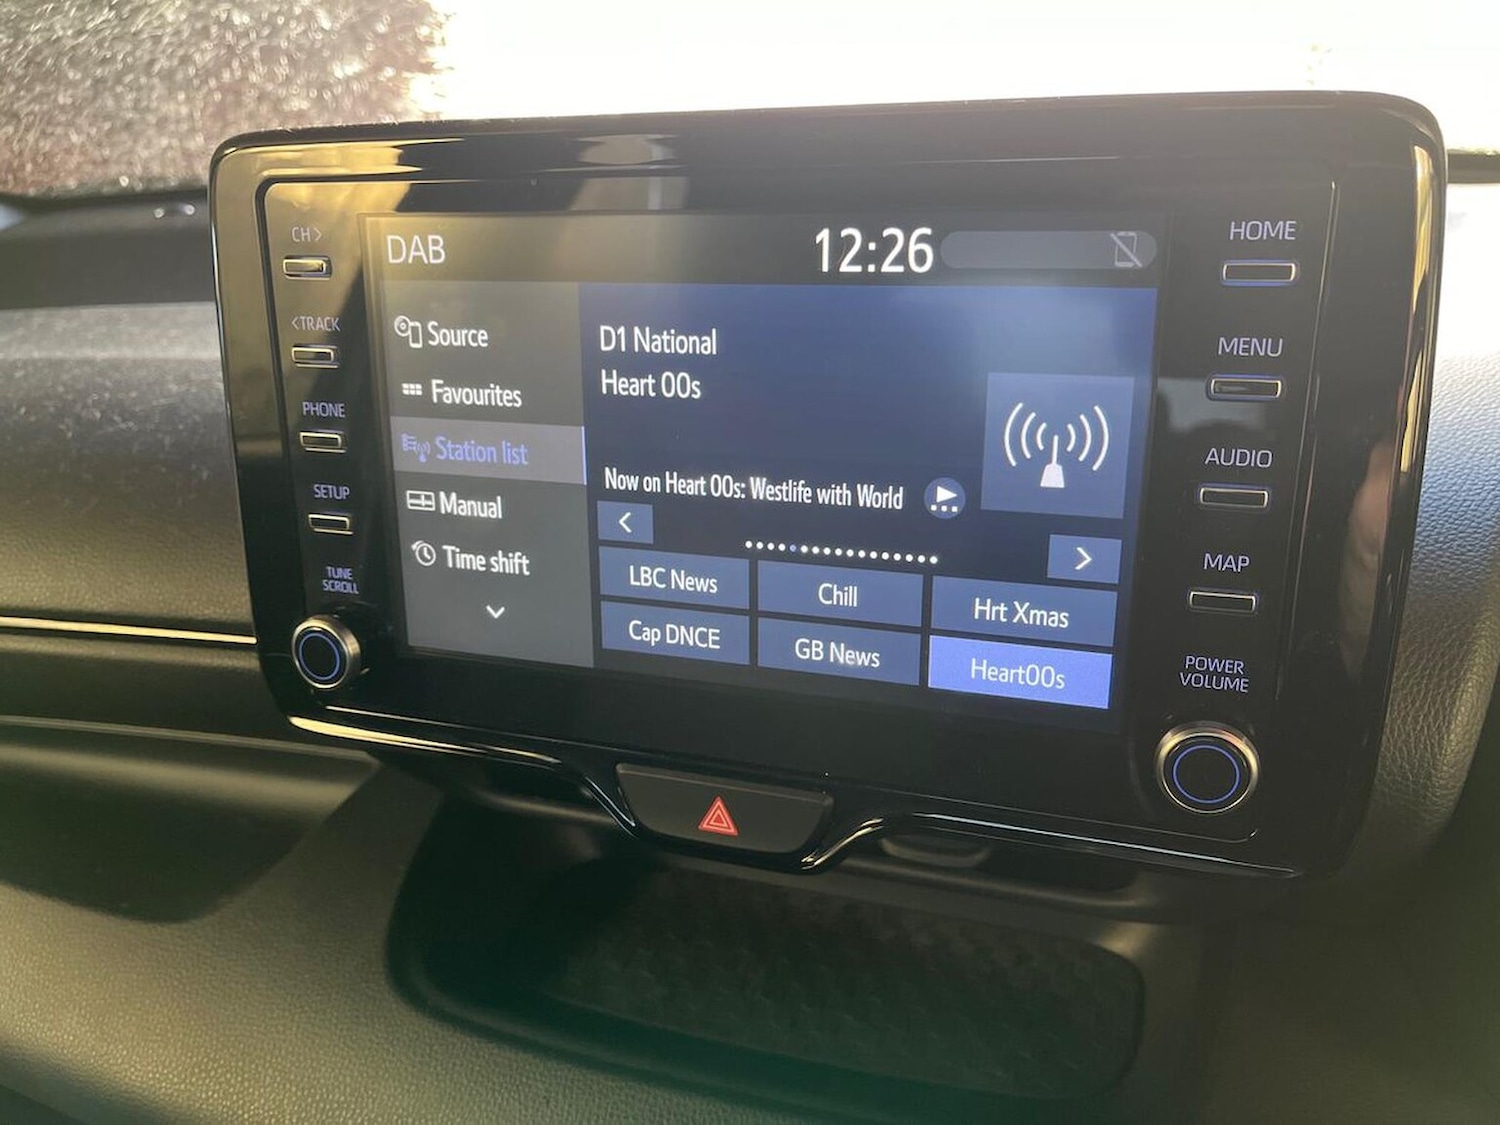 CH>
<TRACK
PHONE
SETUP
TUNE
SCROLL
DAB
12:26
Source
Favourites
Station list
Manual
Time shift
D1 National
Heart 00s
Now on Heart 00s: Westlife with World
<
>
LBC News
Chill
Hrt Xmas
Cap DNCE
GB News
Heart00s
HOME
MENU
AUDIO
MAP
POWER
VOLUME